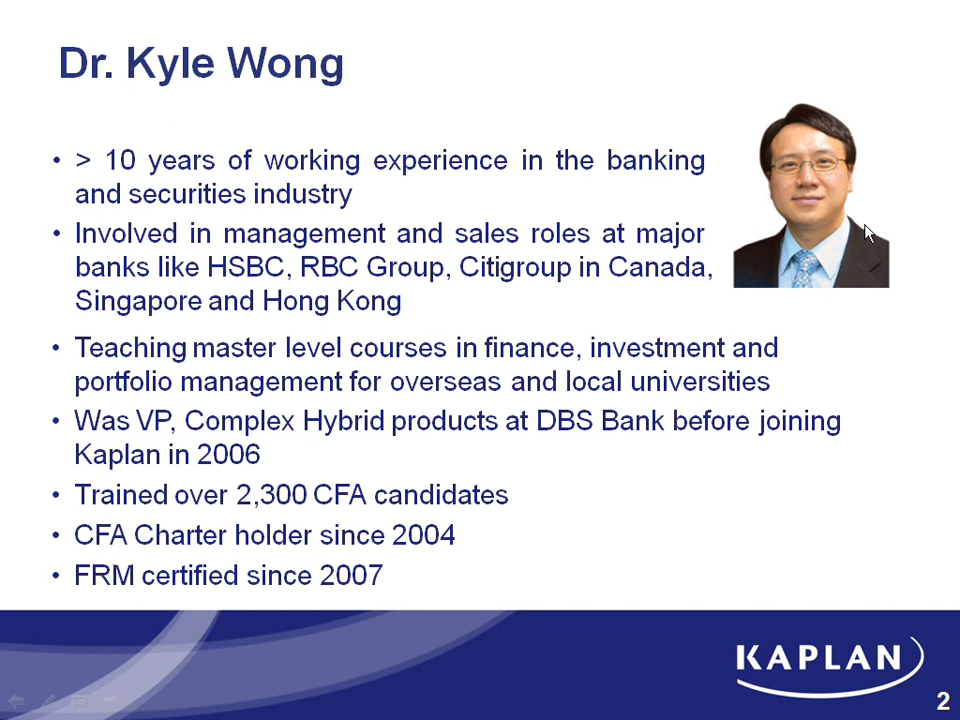 Dr. Kyle Wong
• > 10 years of working experience in the banking
and securities industry
• Involved in management and sales roles at major
banks like HSBC, RBC Group, Citigroup in Canada,
Singapore and Hong Kong
• Teaching master level courses in finance, investment and
portfolio management for overseas and local universities
• Was VP, Complex Hybrid products at DBS Bank before joining
Kaplan in 2006
• Trained over 2,300 CFA candidates
• CFA Charter holder since 2004
• FRM certified since 2007
KAPLAN
2